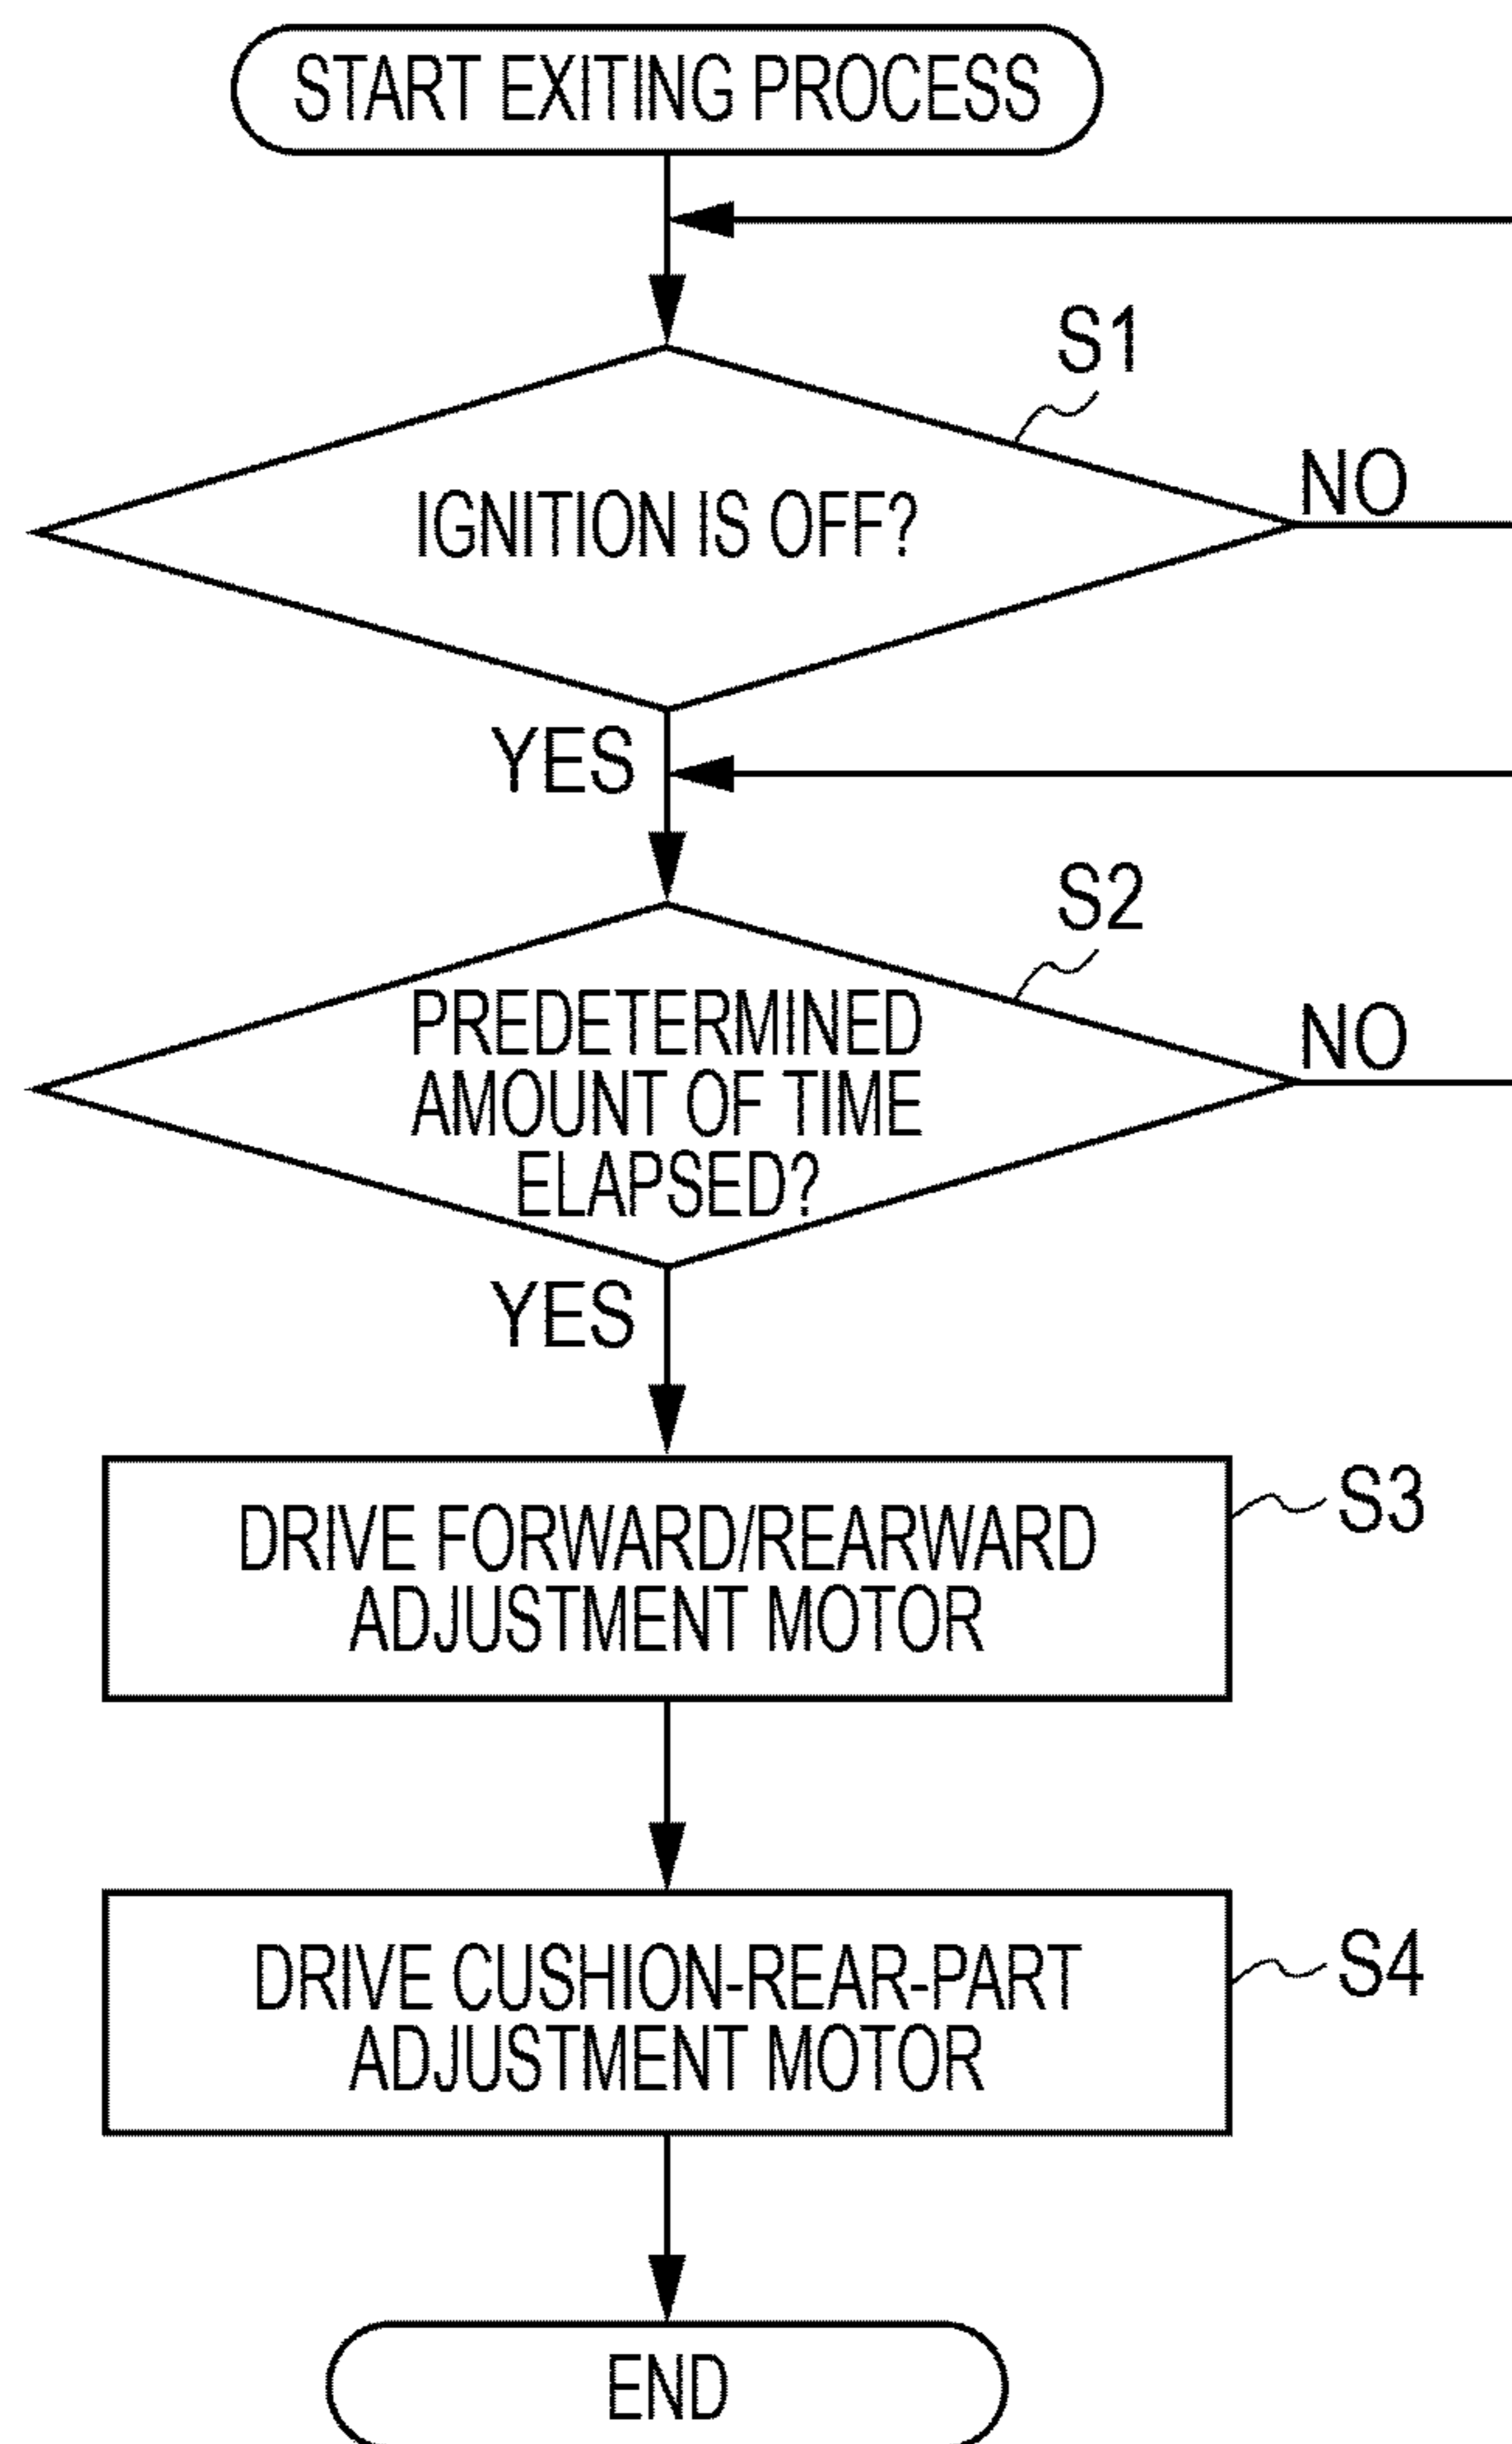 START EXITING PROCESS
S1
IGNITION IS OFF?
NO
YES
S2
PREDETERMINED
AMOUNT OF TIME
ELAPSED?
NO
YES
DRIVE FORWARD/REARWARD
ADJUSTMENT MOTOR
S3
DRIVE CUSHION-REAR-PART
ADJUSTMENT MOTOR
S4
END